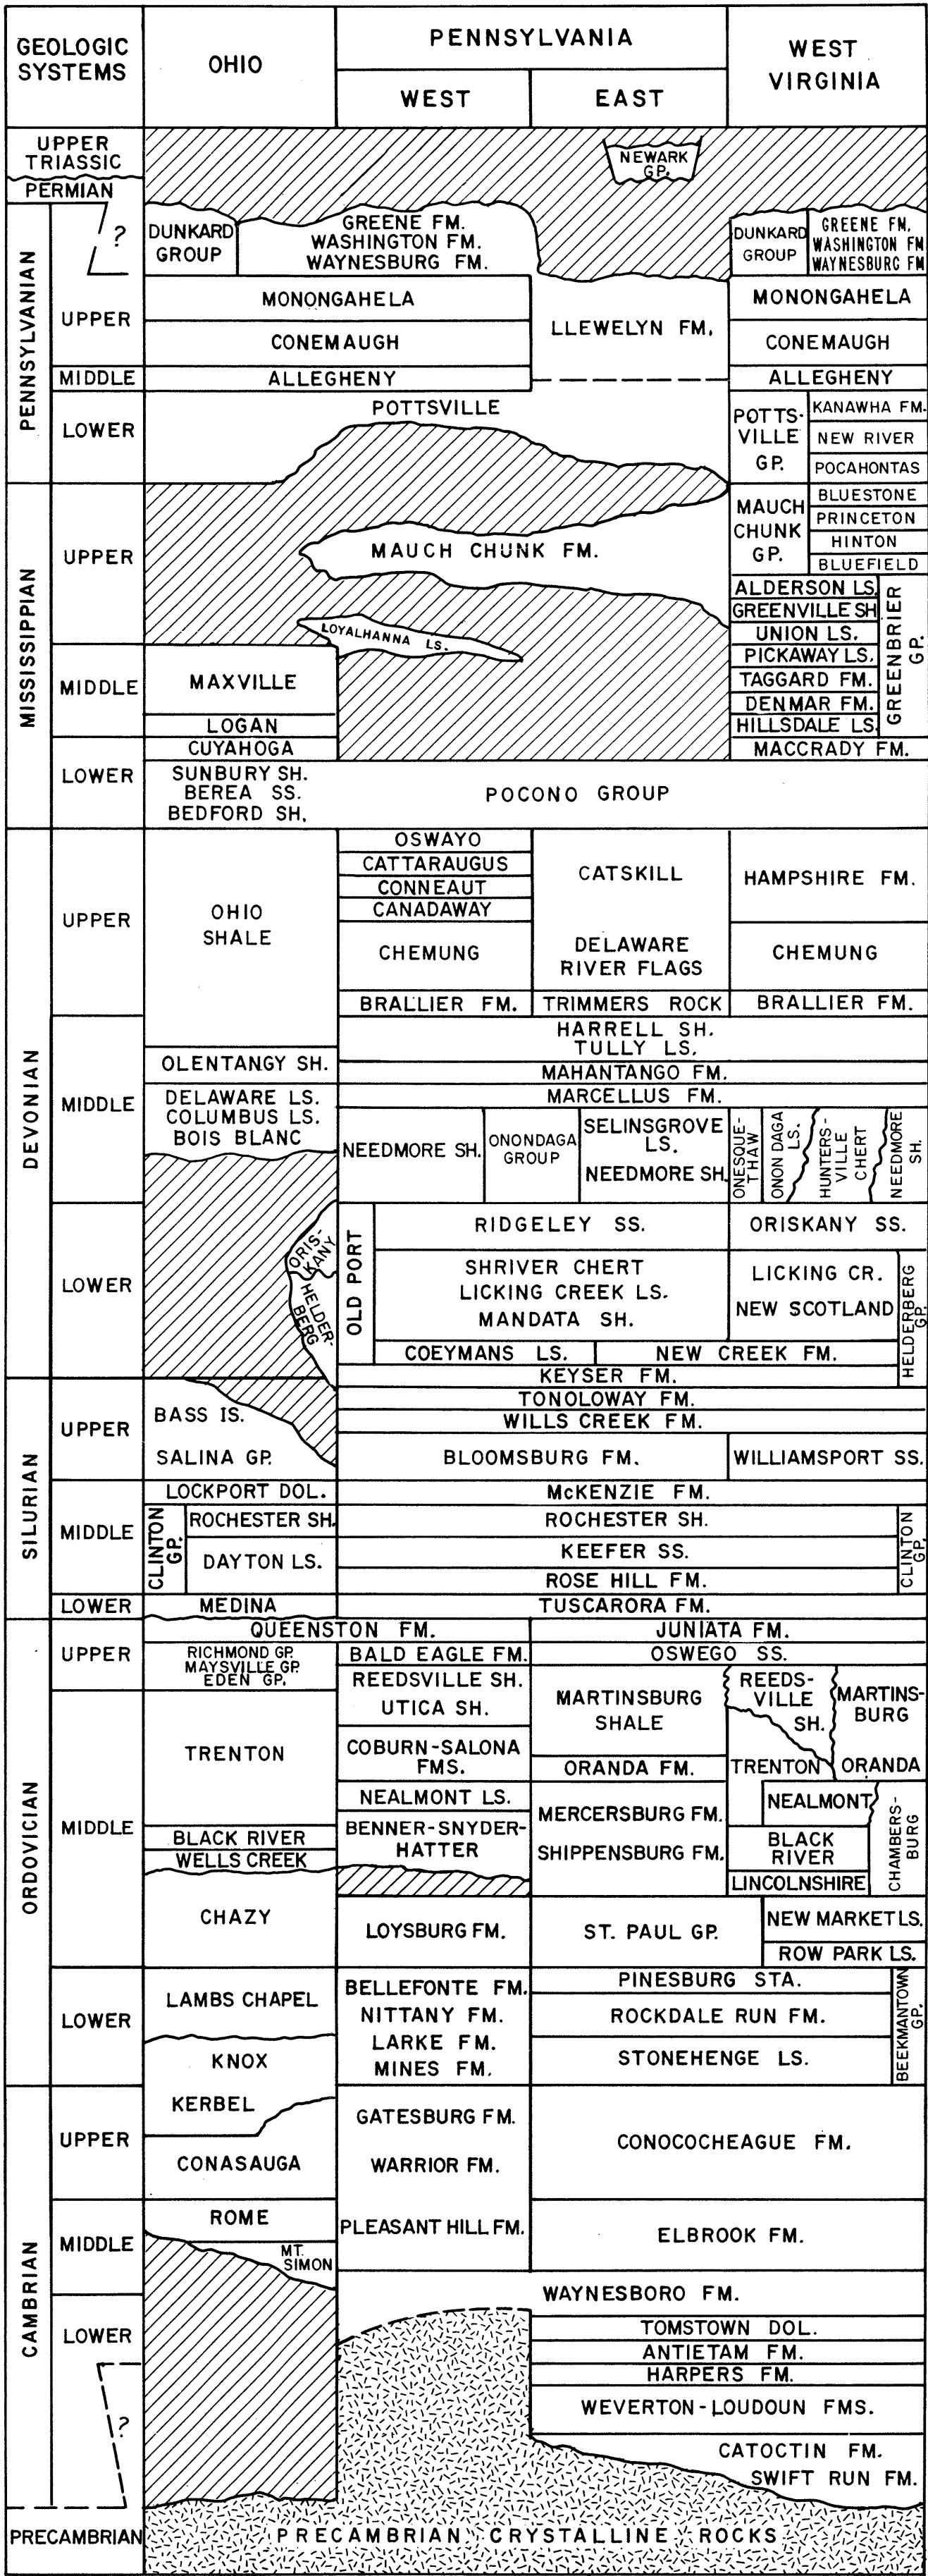 GEOLOGIC
SYSTEMS
OHIO
PENNSYLVANIA
WEST
EAST
WEST
VIRGINIA
UPPER
TRIASSIC
PERMIAN
NEWARK
GP.
PENNSYLVANIAN
?
DUNKARD
GROUP
GREENE FM.
WASHINGTON FM.
WAYNESBURG FM.
DUNKARD
GROUP
GREENE FM.
WASHINGTON FM
WAYNESBURG FM
UPPER
MONONGAHELA
CONEMAUGH
LLEWELYN FM.
MONONGAHELA
CONEMAUGH
MIDDLE
ALLEGHENY
ALLEGHENY
LOWER
POTTSVILLE
POTTS-
VILLE
GP.
KANAWHA FM.
NEW RIVER
POCAHONTAS
MISSISSIPPIAN
UPPER
MAUCH CHUNK FM.
MAUCH
CHUNK
GP.
BLUESTONE
PRINCETON
HINTON
BLUEFIELD
LOYALHANNA LS.
ALDERSON LS.
GREENVILLE SH
UNION LS.
PICKAWAY LS.
TAGGARD FM.
DENMAR FM.
HILLSDALE LS.
GREENBRIER
GP.
MIDDLE
MAXVILLE
LOGAN
LOWER
CUYAHOGA
SUNBURY SH.
BEREA SS.
BEDFORD SH.
POCONO GROUP
MACCRADY FM.
DEVONIAN
UPPER
OHIO
SHALE
OSWAYO
CATTARAUGUS
CONNEAUT
CANADAWAY
CHEMUNG
BRALLIER FM.
CATSKILL
DELAWARE
RIVER FLAGS
TRIMMERS ROCK
HAMPSHIRE FM.
CHEMUNG
BRALLIER FM.
MIDDLE
OLENTANGY SH.
DELAWARE LS.
COLUMBUS LS.
BOIS BLANC
HARRELL SH.
TULLY LS.
MAHANTANGO FM.
MARCELLUS FM.
NEEDMORE SH.
ONONDAGA
GROUP
SELINSGROVE
LS.
NEEDMORE SH.
ONESQUE-
THAW
ONONDAGA
LS.
HUNTERS-
VILLE
CHERT
NEEDMORE
SH.
LOWER
ORIS-
KANY
HELDER-
BERG
OLD PORT
RIDGELEY SS.
SHRIVER CHERT
LICKING CREEK LS.
MANDATA SH.
COEYMANS LS.
NEW CREEK FM.
KEYSER FM.
ORISKANY SS.
LICKING CR.
NEW SCOTLAND
HELDERBERG
GP.
SILURIAN
UPPER
BASS IS.
SALINA GP.
TONOLOWAY FM.
WILLS CREEK FM.
BLOOMSBURG FM.
WILLIAMSPORT SS.
MIDDLE
LOCKPORT DOL.
CLINTON
GP.
ROCHESTER SH.
DAYTON LS.
McKENZIE FM.
ROCHESTER SH.
KEEFER SS.
ROSE HILL FM.
CLINTON
GP.
LOWER
MEDINA
TUSCARORA FM.
ORDOVICIAN
UPPER
QUEENSTON FM.
JUNIATA FM.
RICHMOND GP.
MAYSVILLE GP.
EDEN GP.
BALD EAGLE FM.
OSWEGO SS.
MIDDLE
TRENTON
BLACK RIVER
WELLS CREEK
CHAZY
REEDSVILLE SH.
UTICA SH.
COBURN-SALONA
FMS.
NEALMONT LS.
BENNER-SNYDER-
HATTER
LOYSBURG FM.
MARTINSBURG
SHALE
ORANDA FM.
MERCERSBURG FM.
SHIPPENSBURG FM.
ST. PAUL GP.
REEDS-
VILLE
SH.
MARTINS-
BURG
TRENTON
ORANDA
NEALMONT
BLACK
RIVER
LINCOLNSHIRE
CHAMBERS-
BURG
NEW MARKET LS.
ROW PARK LS.
LOWER
LAMBS CHAPEL
KNOX
BELLEFONTE FM.
NITTANY FM.
LARKE FM.
MINES FM.
PINESBURG STA.
ROCKDALE RUN FM.
STONEHENGE LS.
BEEKMANTOWN
GP.
CAMBRIAN
UPPER
KERBEL
CONASAUGA
GATESBURG FM.
WARRIOR FM.
CONOCOCHEAGUE FM.
MIDDLE
ROME
MT.
SIMON
PLEASANT HILL FM.
ELBROOK FM.
LOWER
WAYNESBORO FM.
TOMSTOWN DOL.
ANTIETAM FM.
HARPERS FM.
WEVERTON-LOUDOUN FMS.
CATOCTIN FM.
SWIFT RUN FM.
?
PRECAMBRIAN
PRECAMBRIAN CRYSTALLINE ROCKS